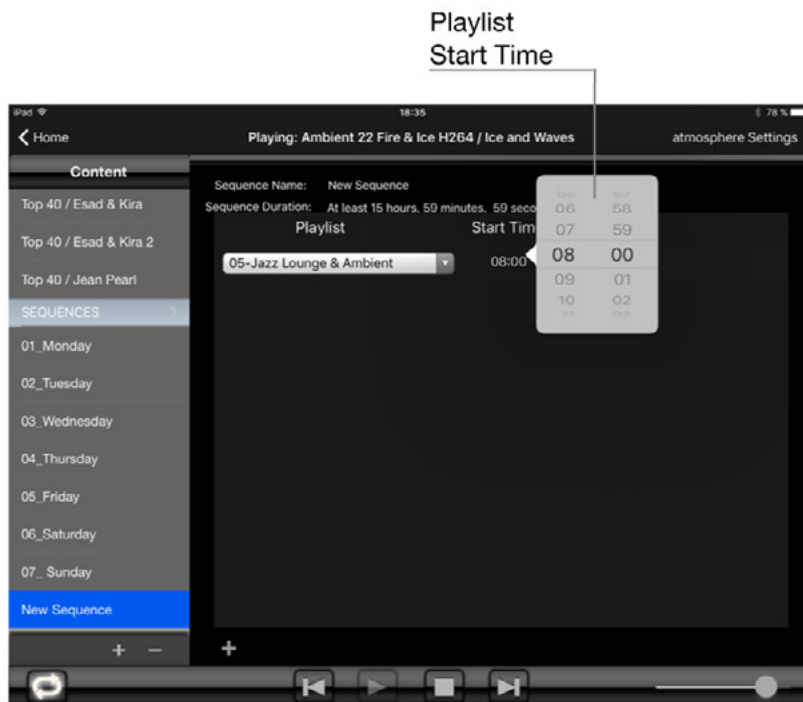 Playlist
Start Time
iPad 18:35 78 %
Home Playing: Ambient 22 Fire & Ice H264 / Ice and Waves atmosphere Settings
Content
Top 40 / Esad & Kira
Top 40 / Esad & Kira 2
Top 40 / Jean Pearl
SEQUENCES
01_Monday
02_Tuesday
03_Wednesday
04_Thursday
05_Friday
06_Saturday
07_ Sunday
New Sequence
+ −
Sequence Name: New Sequence
Sequence Duration: At least 15 hours, 59 minutes, 59 seco
Playlist Start Tim
05-Jazz Lounge & Ambient 08:00
06 58
07 59
08 00
09 01
10 02
11 03
+